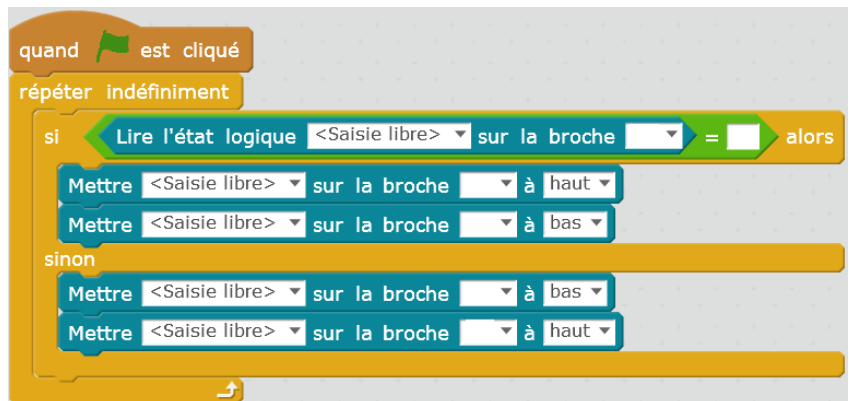 quand est cliqué
répéter indéfiniment
si Lire l'état logique <Saisie libre> sur la broche = alors
Mettre <Saisie libre> sur la broche à haut
Mettre <Saisie libre> sur la broche à bas
sinon
Mettre <Saisie libre> sur la broche à bas
Mettre <Saisie libre> sur la broche à haut